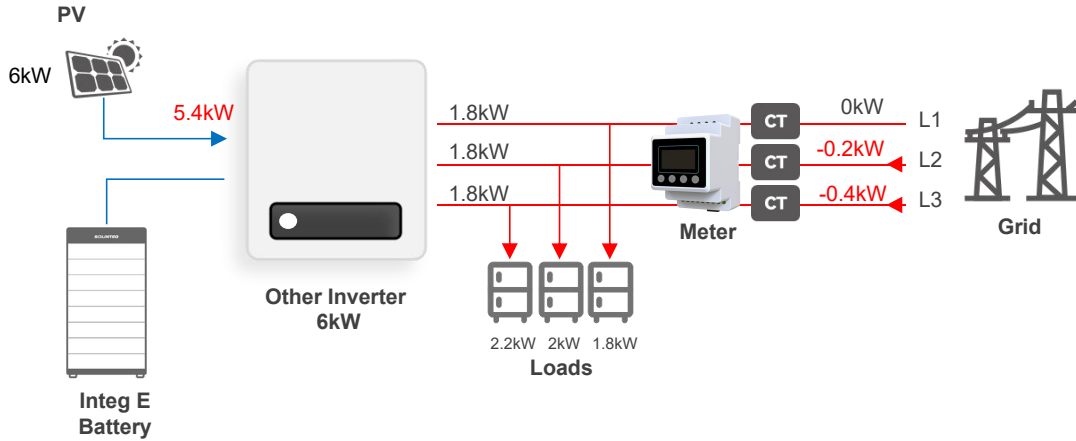 PV
6kW
5.4kW
1.8kW
1.8kW
1.8kW
CT
CT
CT
0kW
-0.2kW
-0.4kW
L1
L2
L3
Meter
Grid
SOLINTEG
Other Inverter
6kW
2.2kW 2kW 1.8kW
Loads
Integ E
Battery